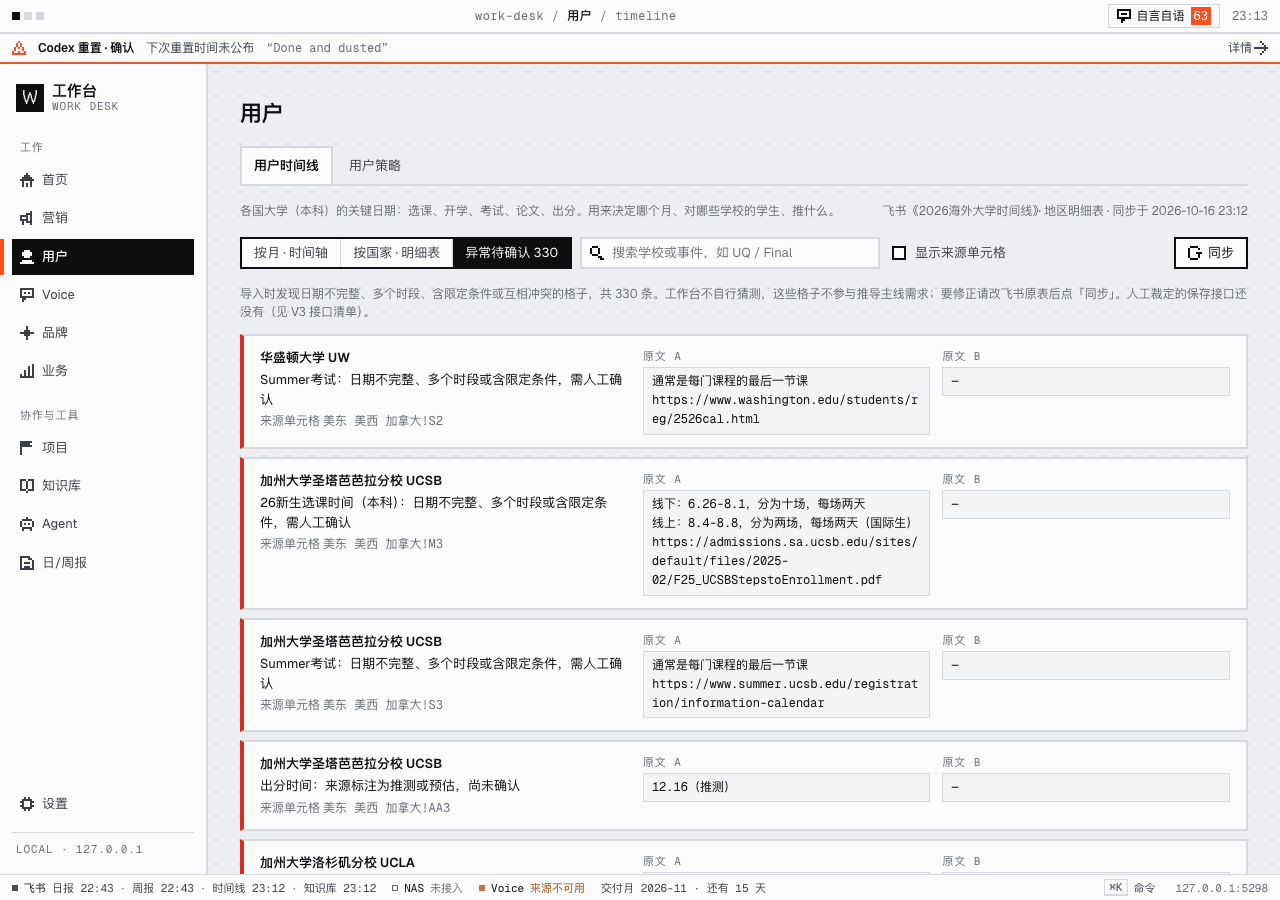 work-desk / 用户 / timeline
自言自语 63
23:13
Codex 重置·确认 下次重置时间未公布 “Done and dusted”
详情
W
工作台
WORK DESK
工作
首页
营销
用户
Voice
品牌
业务
协作与工具
项目
知识库
Agent
日/周报
设置
LOCAL · 127.0.0.1
用户
用户时间线
用户策略
各国大学（本科）的关键日期：选课、开学、考试、论文、出分。用来决定哪个月、对哪些学校的学生、推什么。
飞书《2026海外大学时间线》· 地区明细表 · 同步于 2026-10-16 23:12
按月·时间轴
按国家·明细表
异常待确认 330
搜索学校或事件，如 UQ / Final
显示来源单元格
同步
导入时发现日期不完整、多个时段、含限定条件或互相冲突的格子，共 330 条。工作台不自行猜测，这些格子不参与推导主线需求；要修正请改飞书原表后点「同步」。人工裁定的保存接口还
没有（见 V3 接口清单）。
华盛顿大学 UW
Summer考试：日期不完整、多个时段或含限定条件，需人工确
认
来源单元格 美东 美西 加拿大!S2
原文 A
通常是每门课程的最后一节课
https://www.washington.edu/students/r
eg/2526cal.html
原文 B
—
加州大学圣塔芭芭拉分校 UCSB
26新生选课时间（本科）：日期不完整、多个时段或含限定条
件，需人工确认
来源单元格 美东 美西 加拿大!M3
原文 A
线下：6.26-8.1，分为十场，每场两天
线上：8.4-8.8，分为两场，每场两天（国际生）
https://admissions.sa.ucsb.edu/sites/
default/files/2025-
02/F25_UCSBStepstoEnrollment.pdf
原文 B
—
加州大学圣塔芭芭拉分校 UCSB
Summer考试：日期不完整、多个时段或含限定条件，需人工确
认
来源单元格 美东 美西 加拿大!S3
原文 A
通常是每门课程的最后一节课
https://www.summer.ucsb.edu/registrat
ion/information-calendar
原文 B
—
加州大学圣塔芭芭拉分校 UCSB
出分时间：来源标注为推测或预估，尚未确认
来源单元格 美东 美西 加拿大!AA3
原文 A
12.16（推测）
原文 B
—
加州大学洛杉矶分校 UCLA
原文 A
原文 B
飞书 日报 22:43 · 周报 22:43 · 时间线 23:12 · 知识库 23:12
NAS 未接入
Voice 来源不可用
交付月 2026-11 · 还有 15 天
⌘K 命令
127.0.0.1:5298